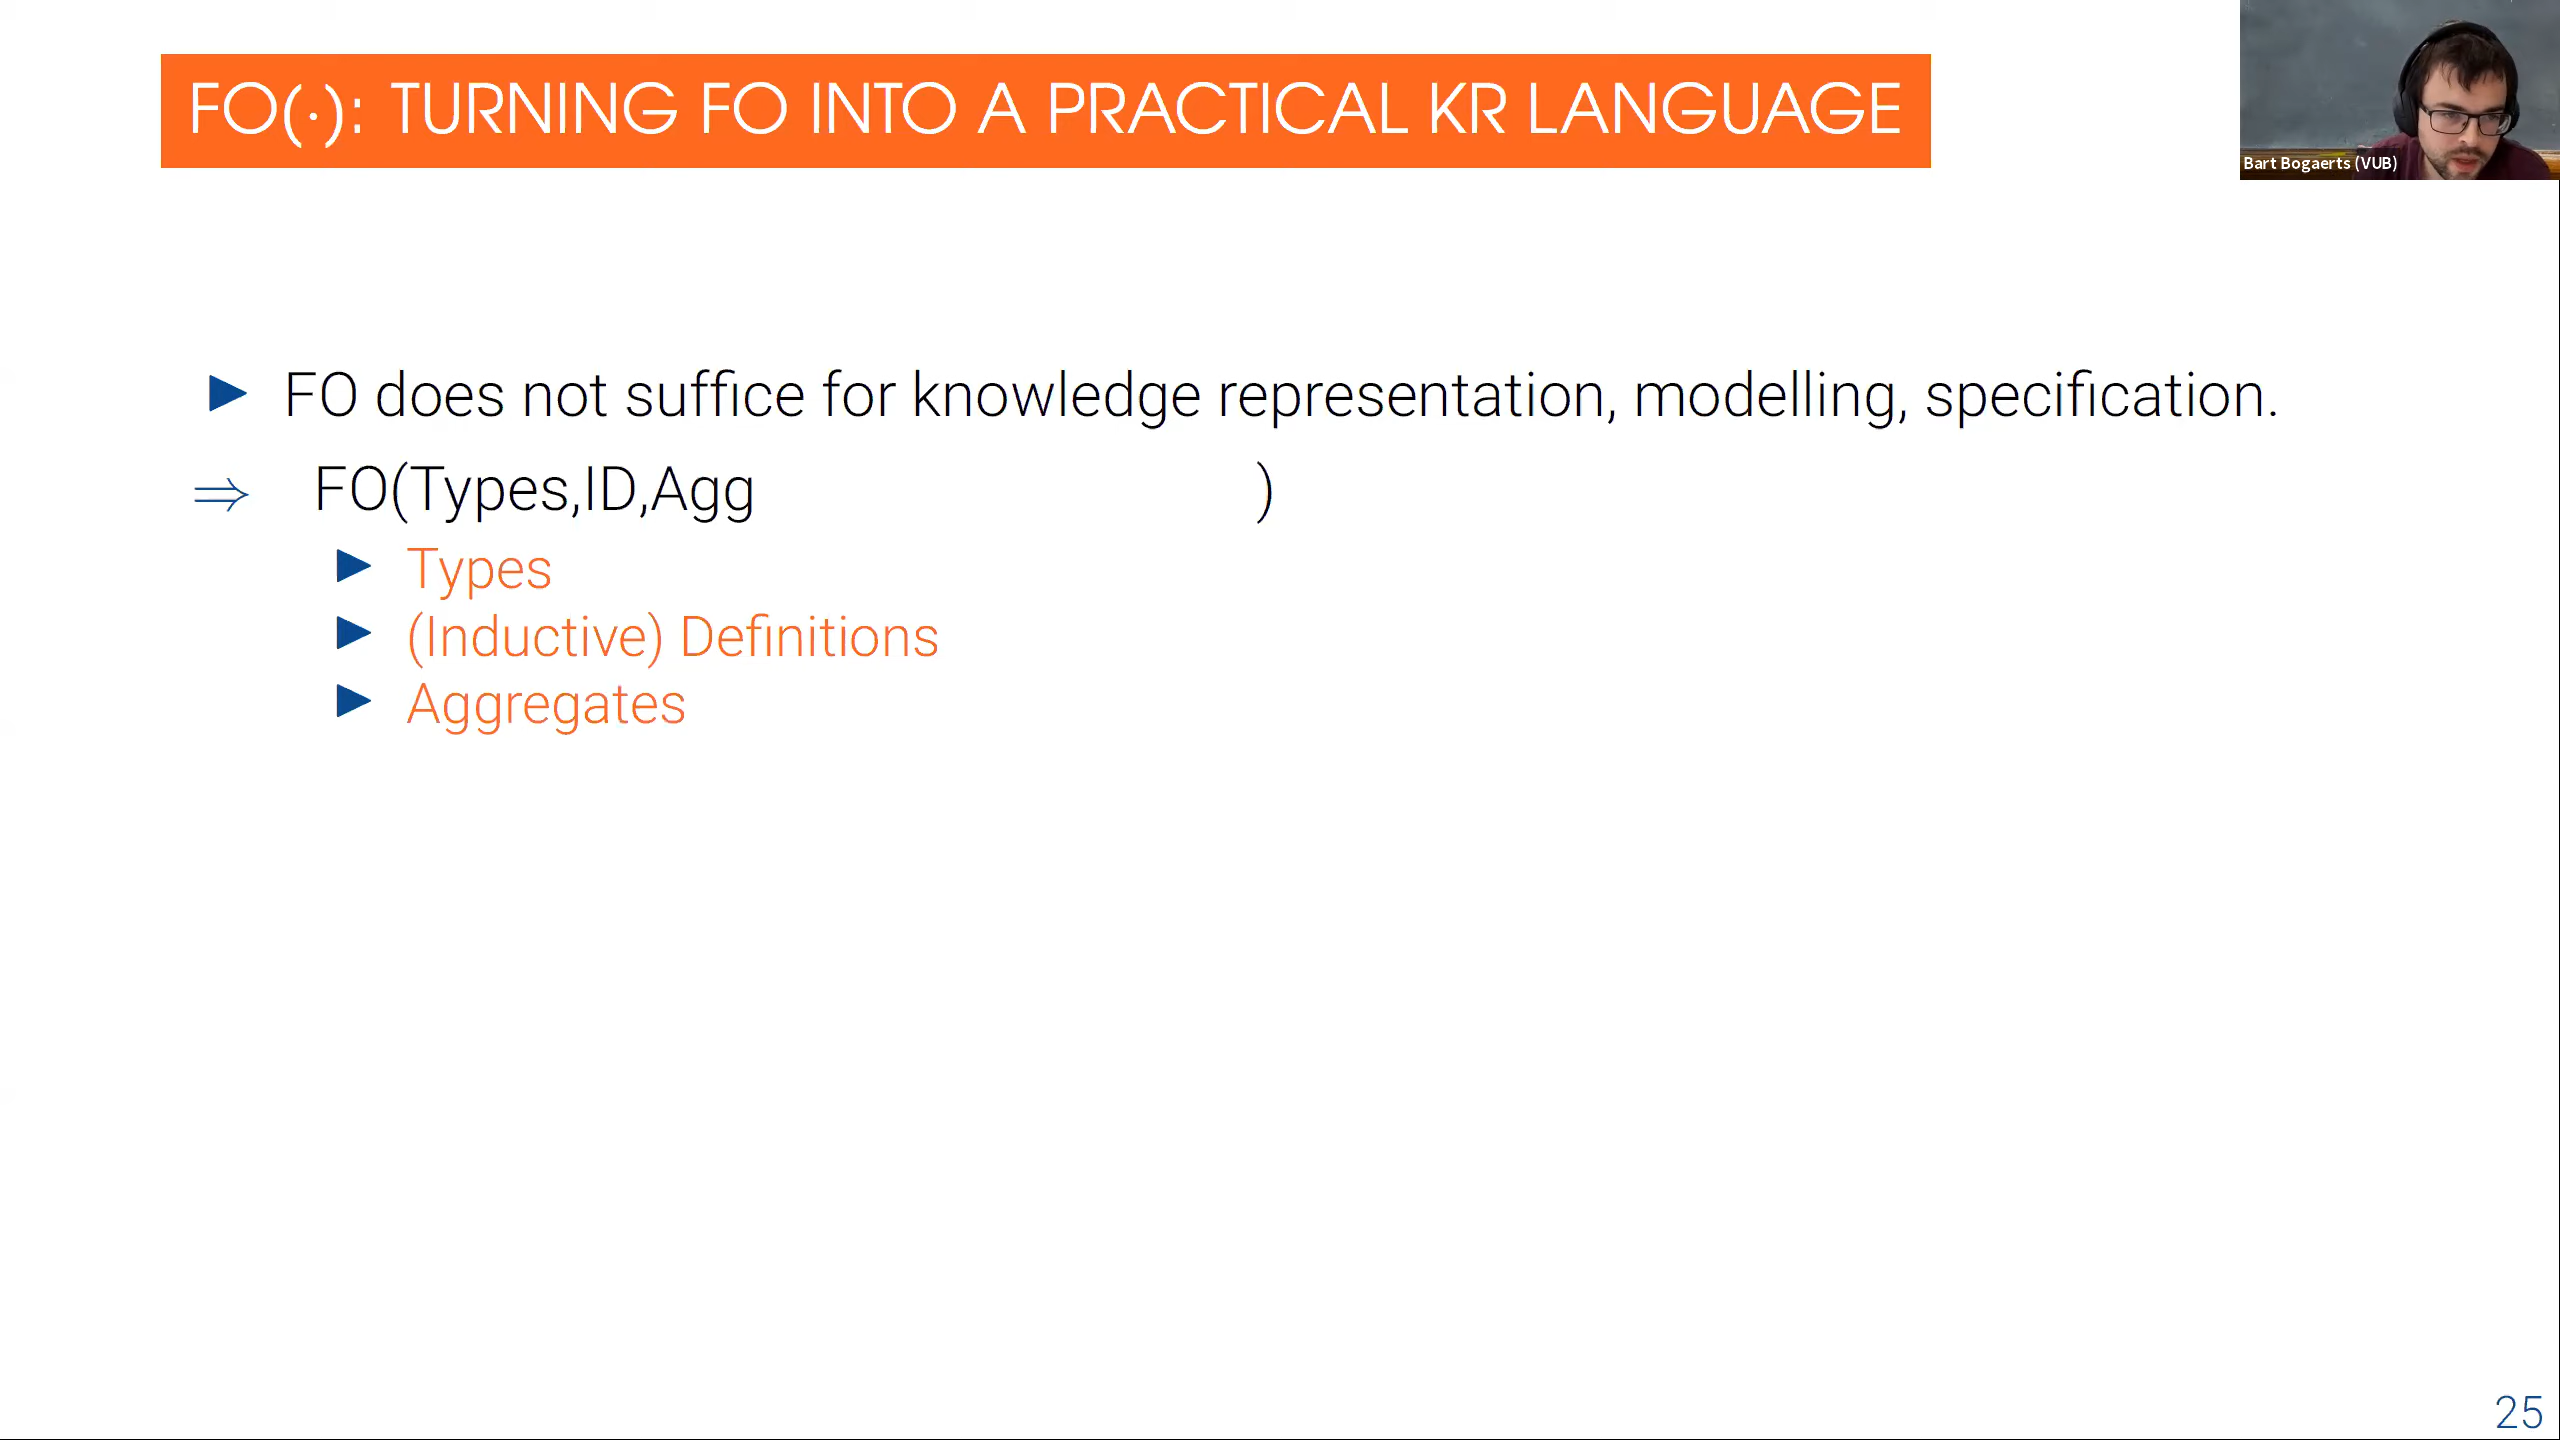 FO(·): TURNING FO INTO A PRACTICAL KR LANGUAGE
Bart Bogaerts (VUB)
▶ FO does not suffice for knowledge representation, modelling, specification.
⇒ FO(Types,ID,Agg )
▶ Types
▶ (Inductive) Definitions
▶ Aggregates
25